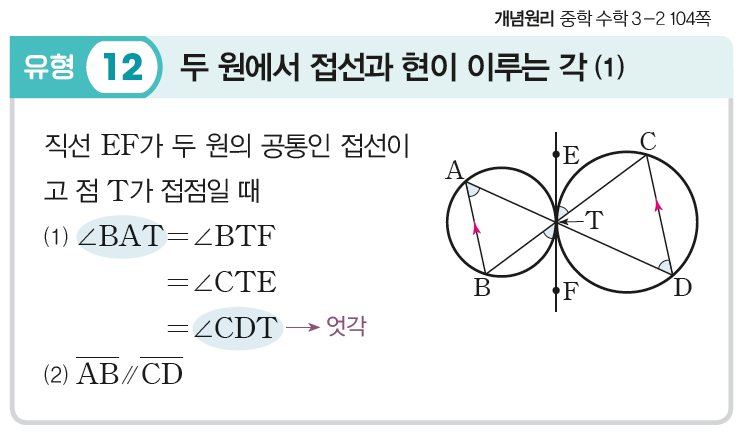 개념원리 중학 수학 3-2 104쪽
유형 12 두 원에서 접선과 현이 이루는 각 (1)
직선 EF가 두 원의 공통인 접선이
고 점 T가 접점일 때
(1) ∠BAT=∠BTF
=∠CTE
=∠CDT → 엇각
(2) A̅B̅∥C̅D̅
A
E
C
T
B
F
D